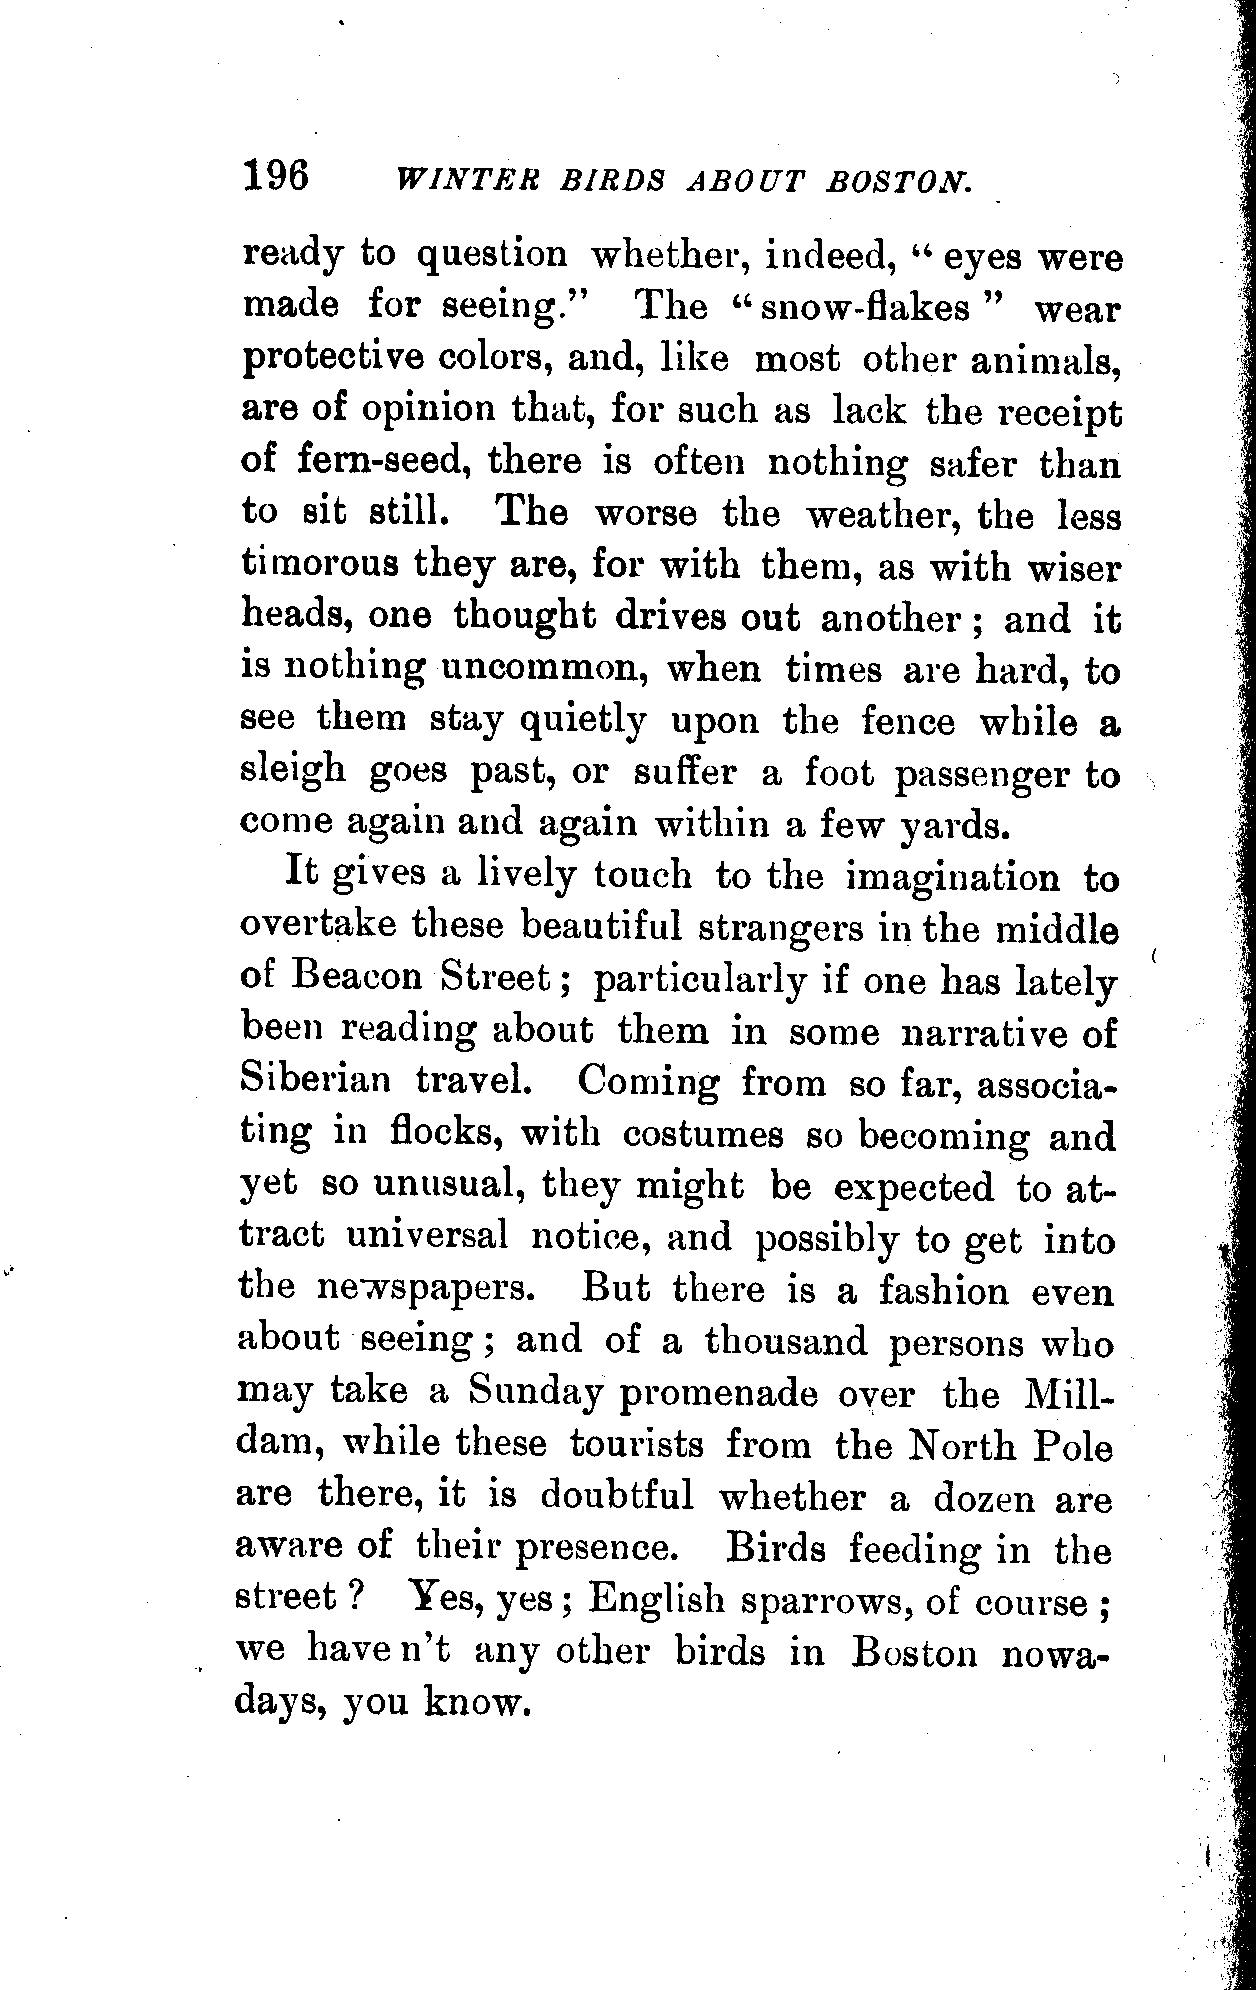 196 WINTER BIRDS ABOUT BOSTON.
ready to question whether, indeed, “ eyes were
made for seeing.” The “ snow-flakes ” wear
protective colors, and, like most other animals,
are of opinion that, for such as lack the receipt
of fern-seed, there is often nothing safer than
to sit still. The worse the weather, the less
timorous they are, for with them, as with wiser
heads, one thought drives out another ; and it
is nothing uncommon, when times are hard, to
see them stay quietly upon the fence while a
sleigh goes past, or suffer a foot passenger to
come again and again within a few yards.
It gives a lively touch to the imagination to
overtake these beautiful strangers in the middle
of Beacon Street ; particularly if one has lately
been reading about them in some narrative of
Siberian travel. Coming from so far, associa-
ting in flocks, with costumes so becoming and
yet so unusual, they might be expected to at-
tract universal notice, and possibly to get into
the newspapers. But there is a fashion even
about seeing ; and of a thousand persons who
may take a Sunday promenade over the Mill-
dam, while these tourists from the North Pole
are there, it is doubtful whether a dozen are
aware of their presence. Birds feeding in the
street ? Yes, yes ; English sparrows, of course ;
we have n’t any other birds in Boston nowa-
days, you know.